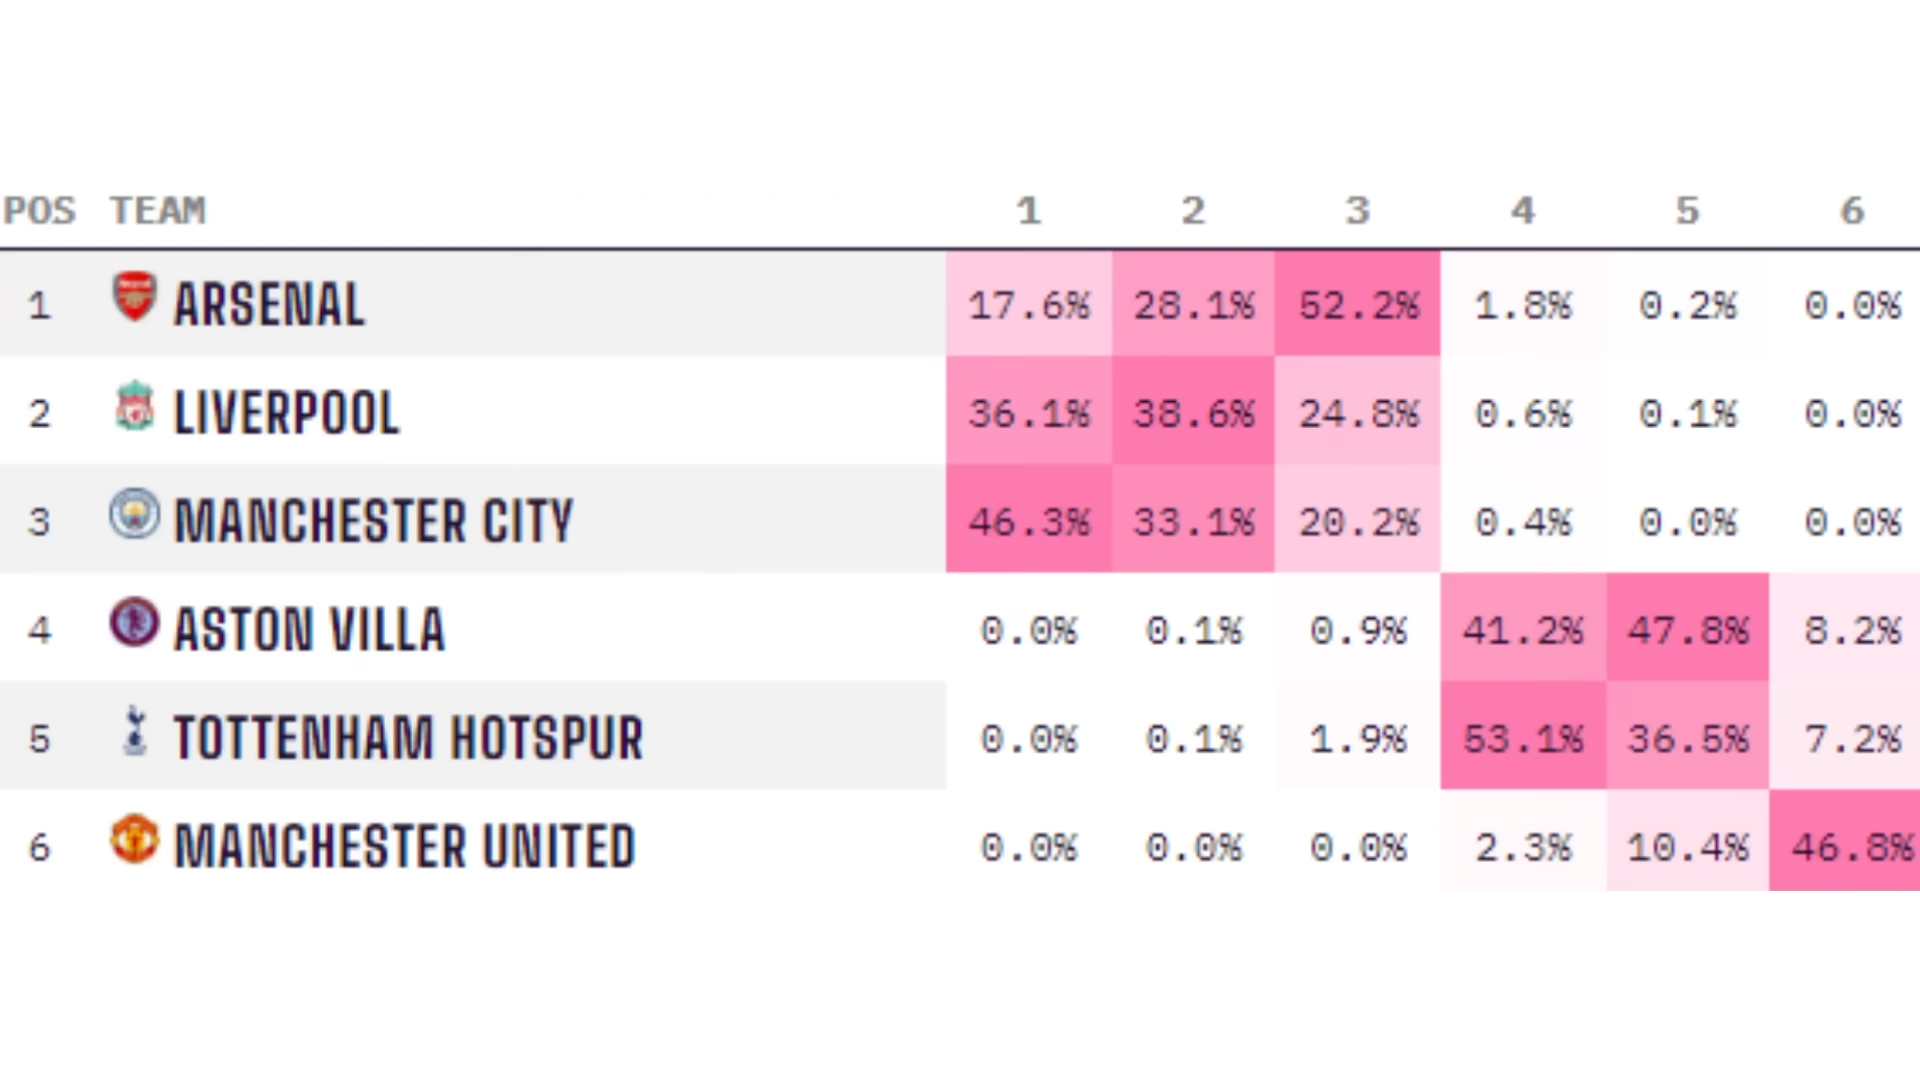 POS TEAM 1 2 3 4 5 6
1 ARSENAL 17.6% 28.1% 52.2% 1.8% 0.2% 0.0%
2 LIVERPOOL 36.1% 38.6% 24.8% 0.6% 0.1% 0.0%
3 MANCHESTER CITY 46.3% 33.1% 20.2% 0.4% 0.0% 0.0%
4 ASTON VILLA 0.0% 0.1% 0.9% 41.2% 47.8% 8.2%
5 TOTTENHAM HOTSPUR 0.0% 0.1% 1.9% 53.1% 36.5% 7.2%
6 MANCHESTER UNITED 0.0% 0.0% 0.0% 2.3% 10.4% 46.8%